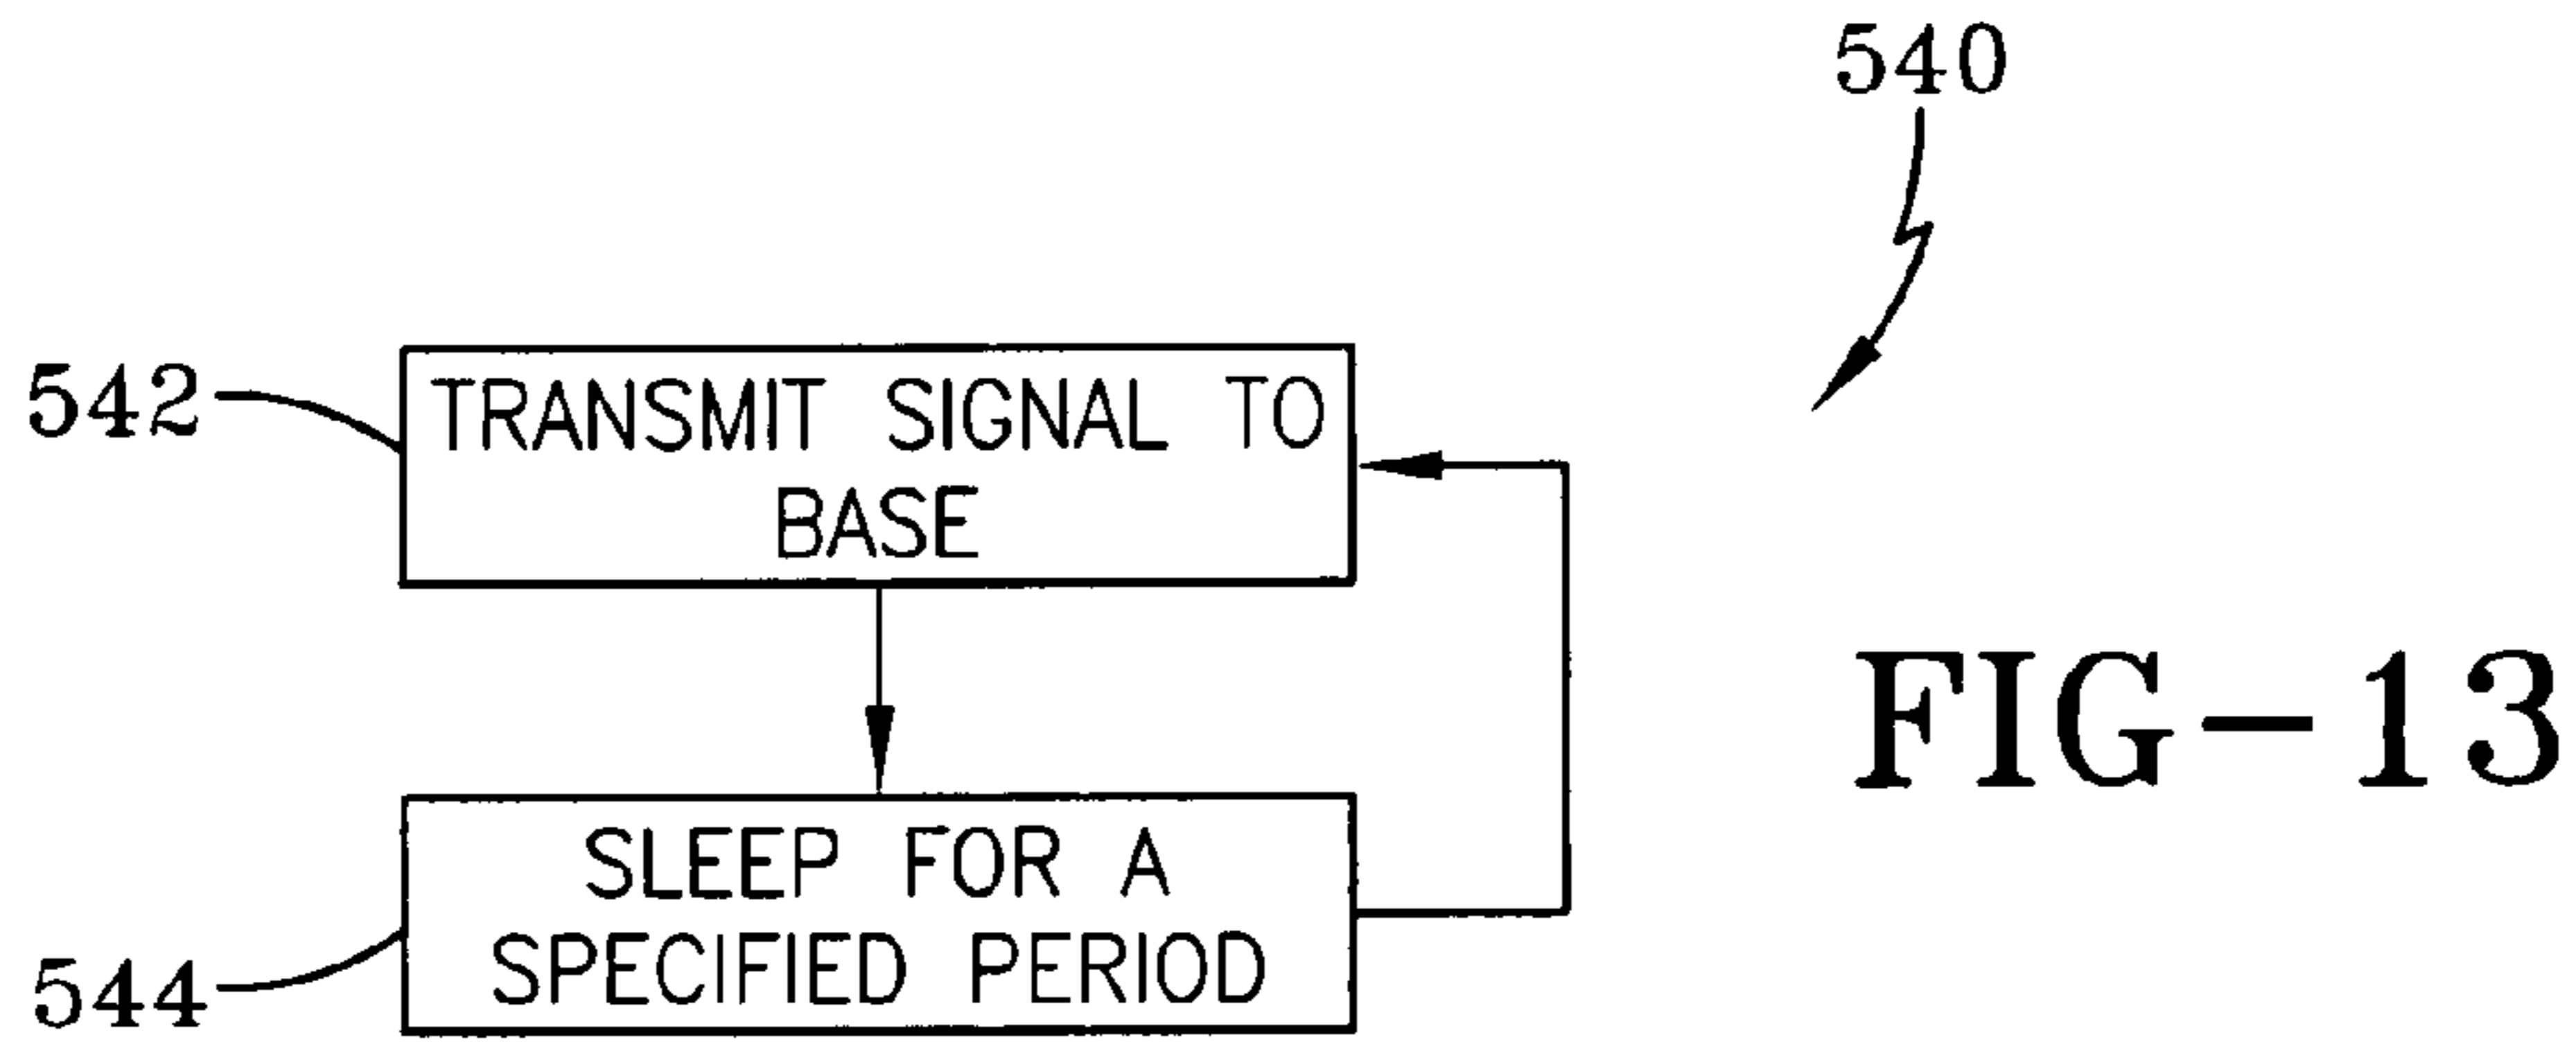 540
542
TRANSMIT SIGNAL TO
BASE
FIG-13
544
SLEEP FOR A
SPECIFIED PERIOD